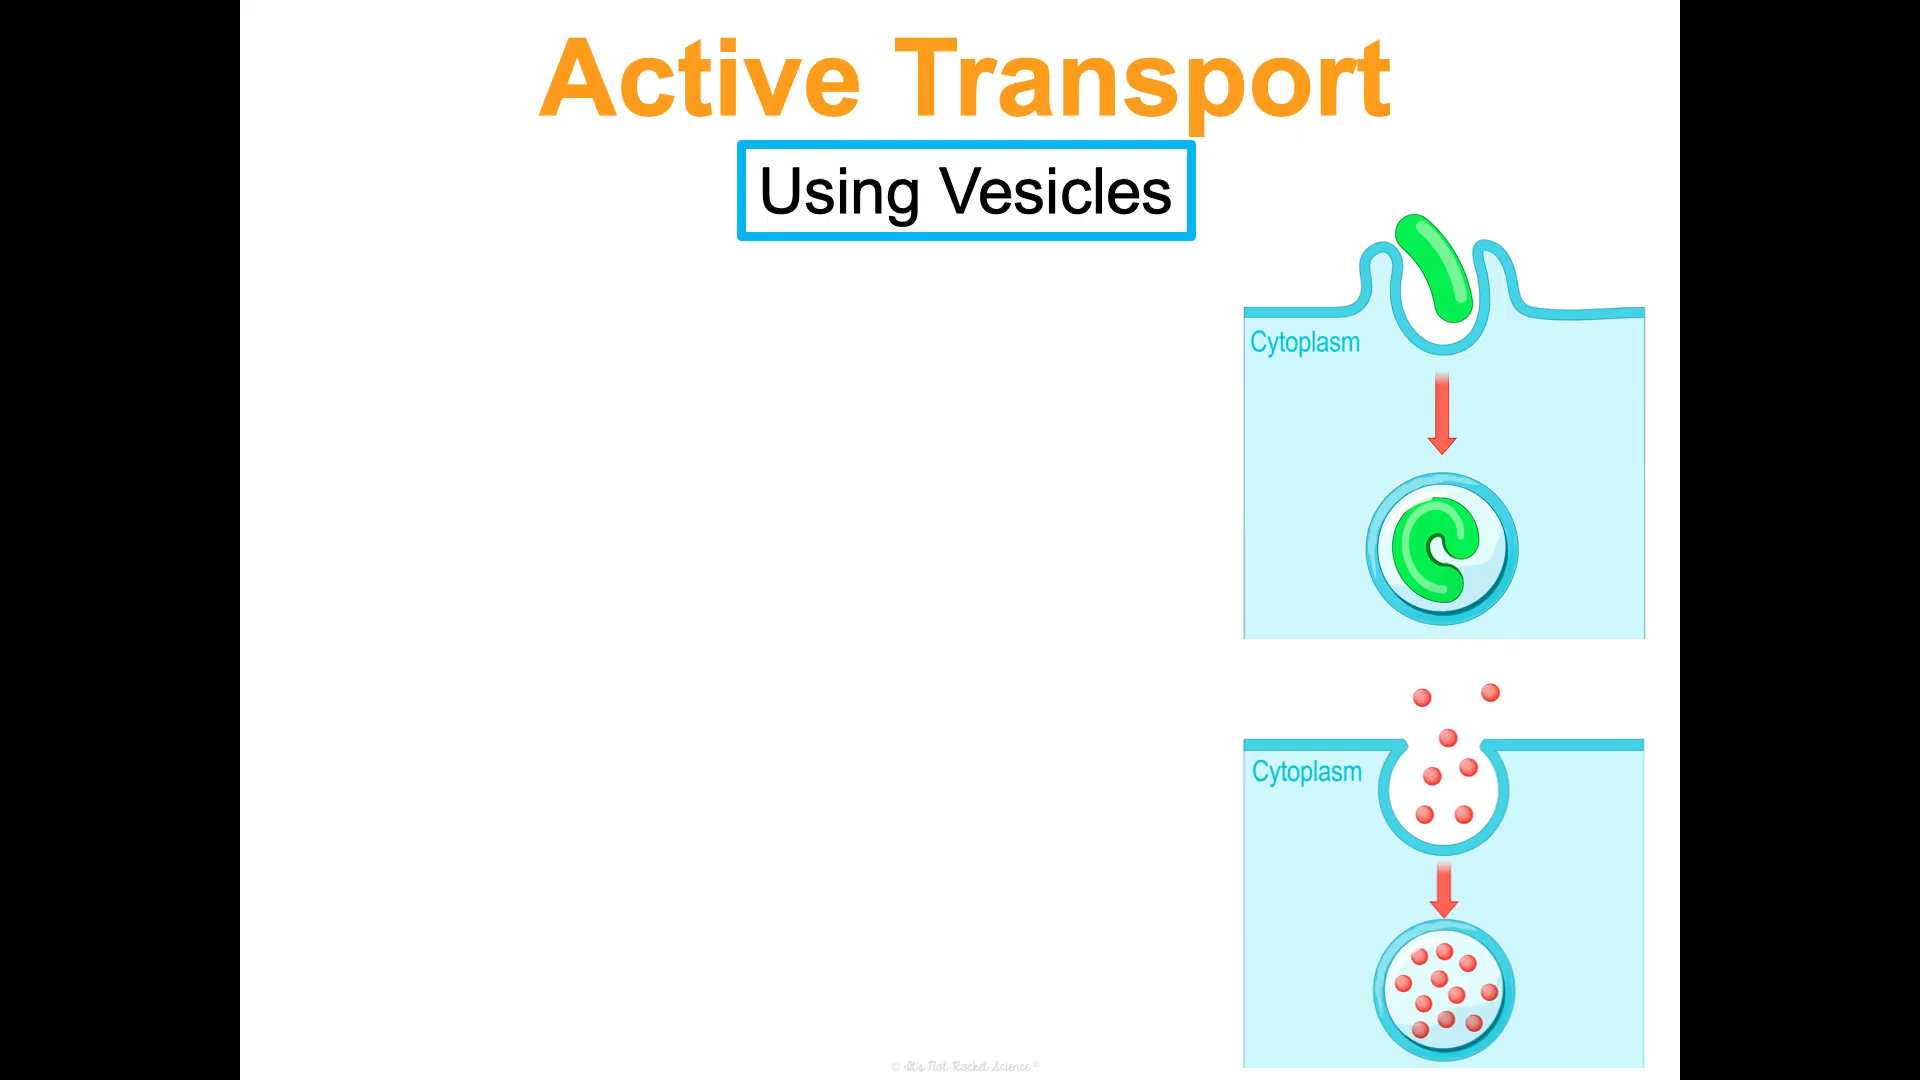 Active Transport
Using Vesicles
Cytoplasm
Cytoplasm
© It's Not Rocket Science®